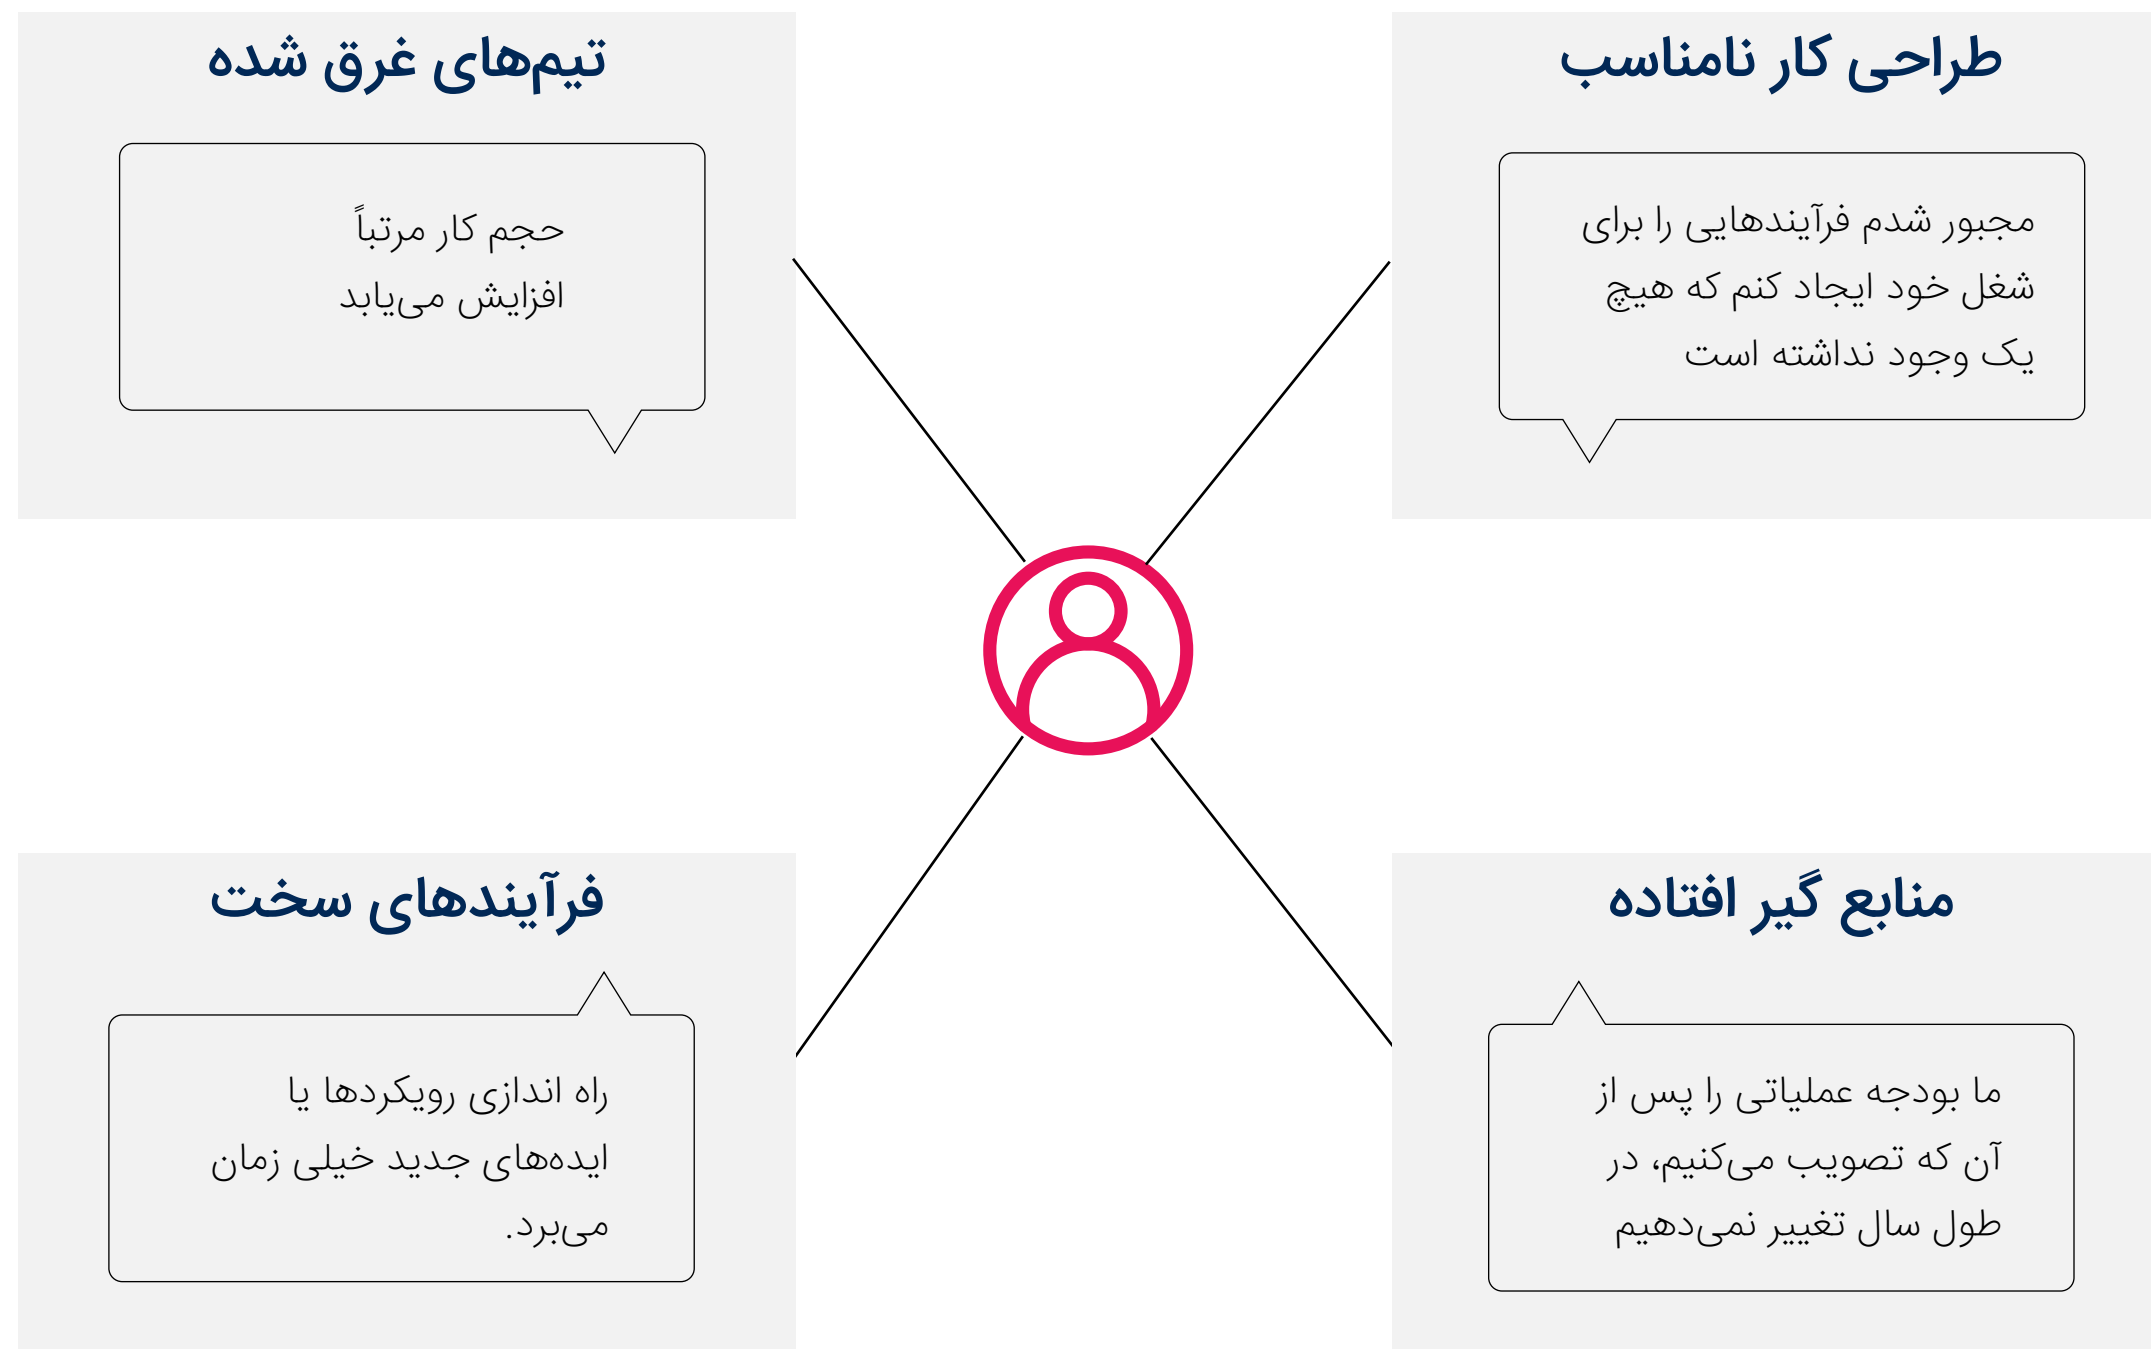 طراحی کار نامناسب
مجبور شدم فرآیندهایی را برای
شغل خود ایجاد کنم که هیچ
یک وجود نداشته است
تیم‌های غرق شده
حجم کار مرتباً
افزایش می‌یابد
منابع گیر افتاده
ما بودجه عملیاتی را پس از
آن که تصویب می‌کنیم، در
طول سال تغییر نمی‌دهیم
فرآیندهای سخت
راه اندازی رویکردها یا
ایده‌های جدید خیلی زمان
می‌برد.